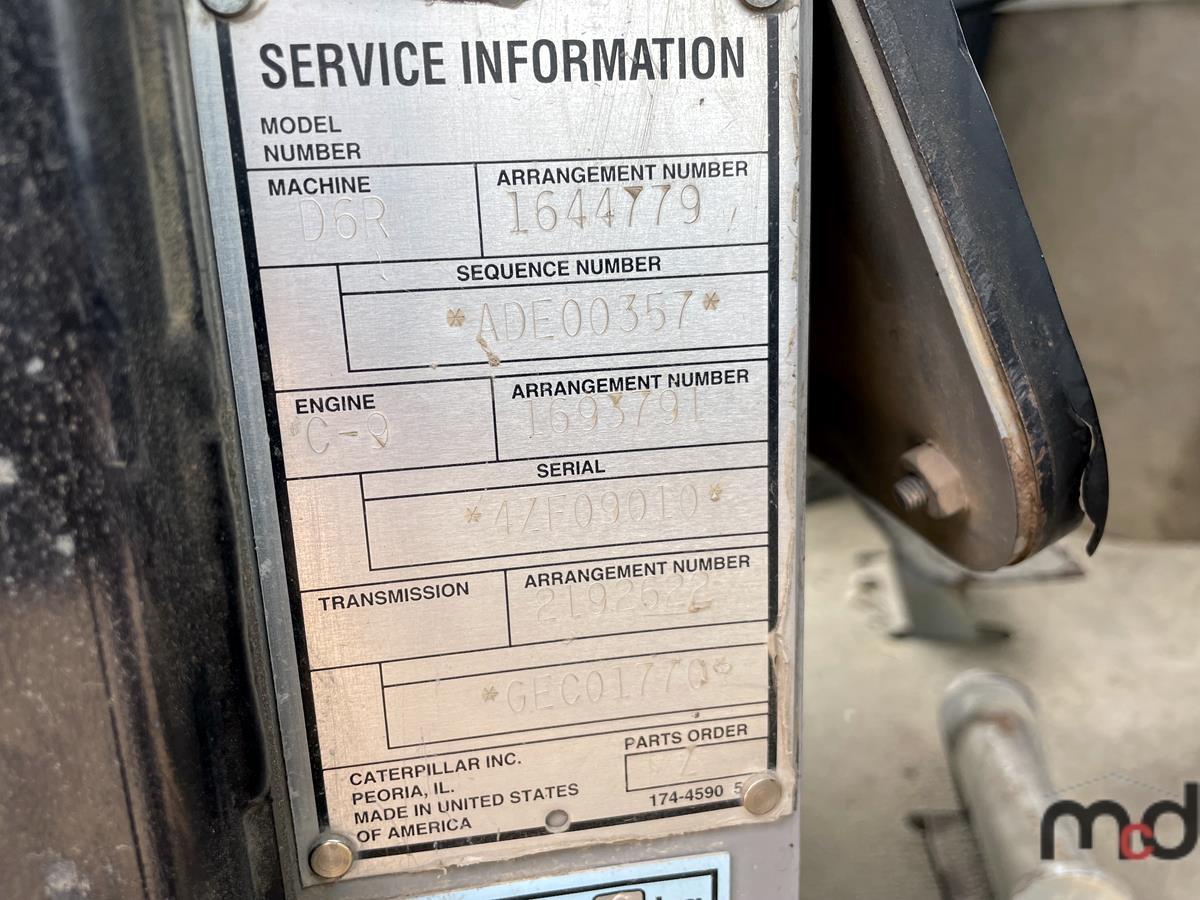 SERVICE INFORMATION
MODEL
NUMBER
MACHINE
D6R
ARRANGEMENT NUMBER
1644779
SEQUENCE NUMBER
*ADE00357*
ENGINE
C-9
ARRANGEMENT NUMBER
1693791
SERIAL
*4ZF09010*
TRANSMISSION
ARRANGEMENT NUMBER
2192622
*GEC01770*
CATERPILLAR INC.
PEORIA, IL.
MADE IN UNITED STATES
OF AMERICA
PARTS ORDER
174-4590 5
mcd